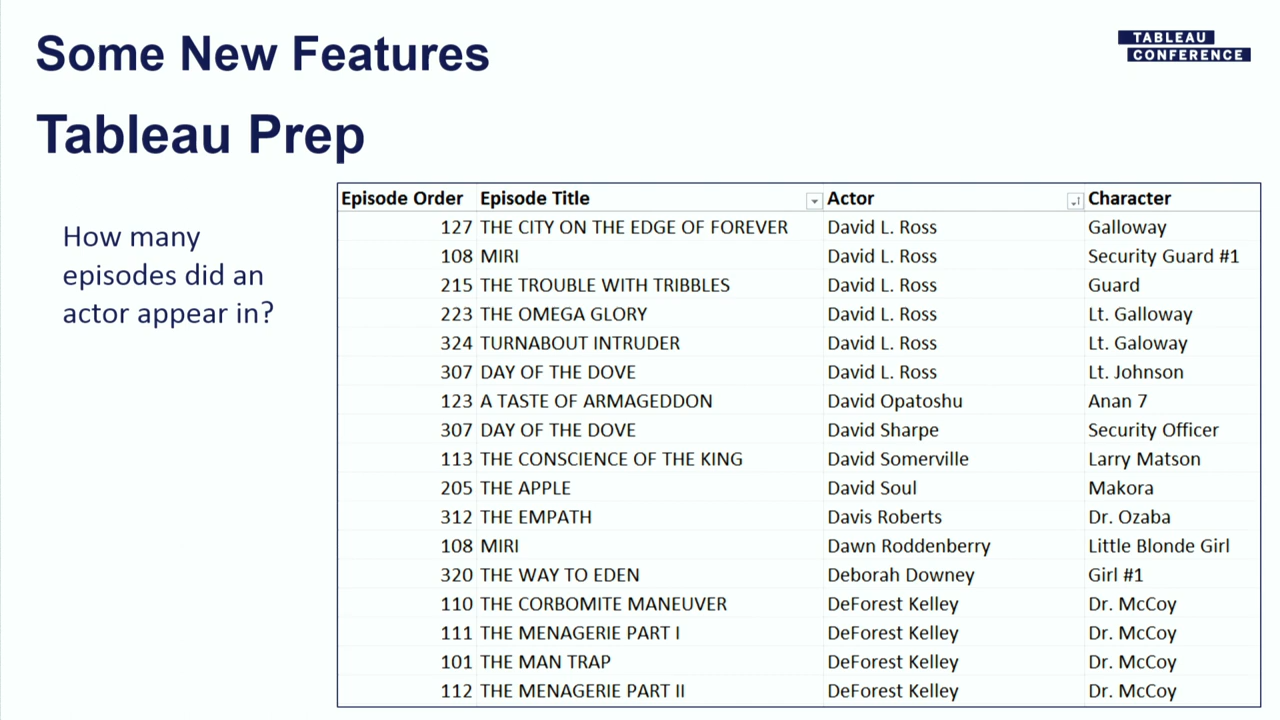 Some New Features
TABLEAU
CONFERENCE
Tableau Prep
How many
episodes did an
actor appear in?
Episode Order Episode Title Actor Character
127 THE CITY ON THE EDGE OF FOREVER David L. Ross Galloway
108 MIRI David L. Ross Security Guard #1
215 THE TROUBLE WITH TRIBBLES David L. Ross Guard
223 THE OMEGA GLORY David L. Ross Lt. Galloway
324 TURNABOUT INTRUDER David L. Ross Lt. Galoway
307 DAY OF THE DOVE David L. Ross Lt. Johnson
123 A TASTE OF ARMAGEDDON David Opatoshu Anan 7
307 DAY OF THE DOVE David Sharpe Security Officer
113 THE CONSCIENCE OF THE KING David Somerville Larry Matson
205 THE APPLE David Soul Makora
312 THE EMPATH Davis Roberts Dr. Ozaba
108 MIRI Dawn Roddenberry Little Blonde Girl
320 THE WAY TO EDEN Deborah Downey Girl #1
110 THE CORBOMITE MANEUVER DeForest Kelley Dr. McCoy
111 THE MENAGERIE PART I DeForest Kelley Dr. McCoy
101 THE MAN TRAP DeForest Kelley Dr. McCoy
112 THE MENAGERIE PART II DeForest Kelley Dr. McCoy